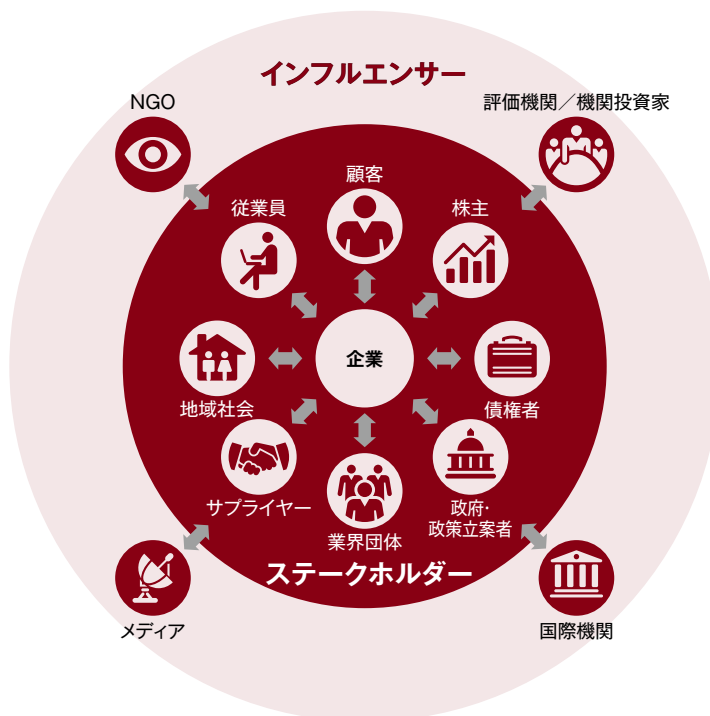 インフルエンサー
NGO
評価機関／機関投資家
顧客
従業員
株主
企業
地域社会
債権者
サプライヤー
政府・
政策立案者
業界団体
ステークホルダー
メディア
国際機関